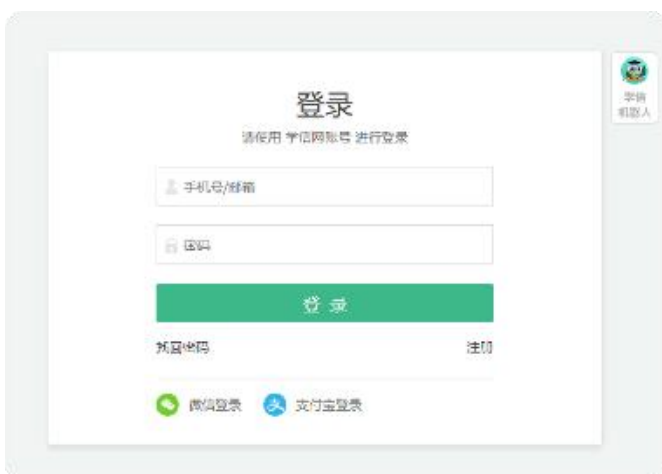 登录
请使用 学信网账号 进行登录
手机号/邮箱
密码
登 录
找回密码
注册
微信登录
支付宝登录
学信
机器人